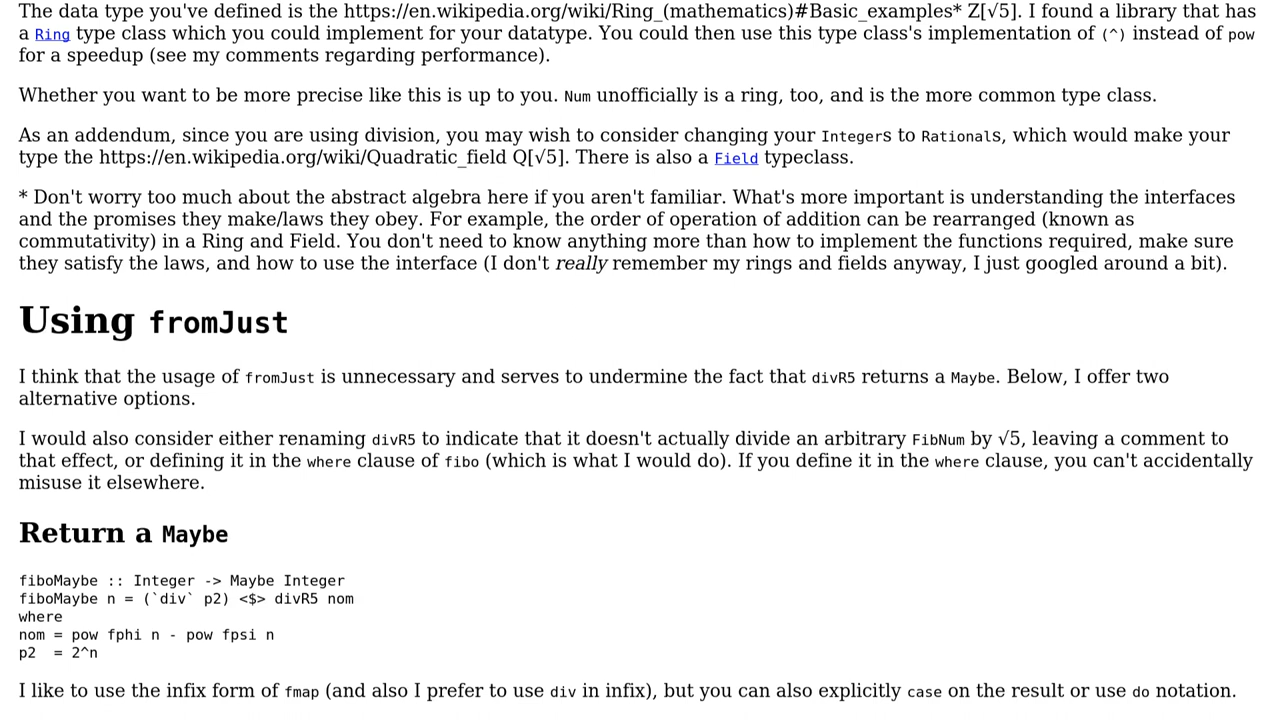 The data type you've defined is the https://en.wikipedia.org/wiki/Ring_(mathematics)#Basic_examples* Z[√5]. I found a library that has
a Ring type class which you could implement for your datatype. You could then use this type class's implementation of (^) instead of pow
for a speedup (see my comments regarding performance).
Whether you want to be more precise like this is up to you. Num unofficially is a ring, too, and is the more common type class.
As an addendum, since you are using division, you may wish to consider changing your Integers to Rationals, which would make your
type the https://en.wikipedia.org/wiki/Quadratic_field Q[√5]. There is also a Field typeclass.
* Don't worry too much about the abstract algebra here if you aren't familiar. What's more important is understanding the interfaces
and the promises they make/laws they obey. For example, the order of operation of addition can be rearranged (known as
commutativity) in a Ring and Field. You don't need to know anything more than how to implement the functions required, make sure
they satisfy the laws, and how to use the interface (I don't really remember my rings and fields anyway, I just googled around a bit).
Using fromJust
I think that the usage of fromJust is unnecessary and serves to undermine the fact that divR5 returns a Maybe. Below, I offer two
alternative options.
I would also consider either renaming divR5 to indicate that it doesn't actually divide an arbitrary FibNum by √5, leaving a comment to
that effect, or defining it in the where clause of fibo (which is what I would do). If you define it in the where clause, you can't accidentally
misuse it elsewhere.
Return a Maybe
fiboMaybe :: Integer -> Maybe Integer
fiboMaybe n = (`div` p2) <$> divR5 nom
where
nom = pow fphi n - pow fpsi n
p2  = 2^n
I like to use the infix form of fmap (and also I prefer to use div in infix), but you can also explicitly case on the result or use do notation.